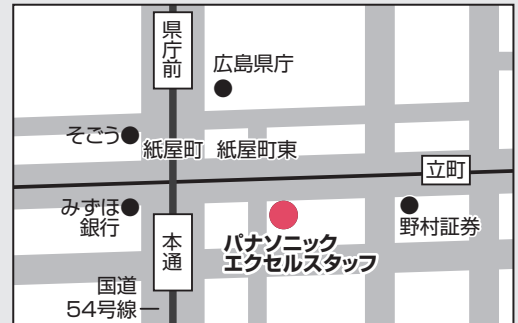 県庁前
広島県庁
そごう
紙屋町
紙屋町東
立町
みずほ
銀行
野村証券
本通
パナソニック
エクセルスタッフ
国道
54号線